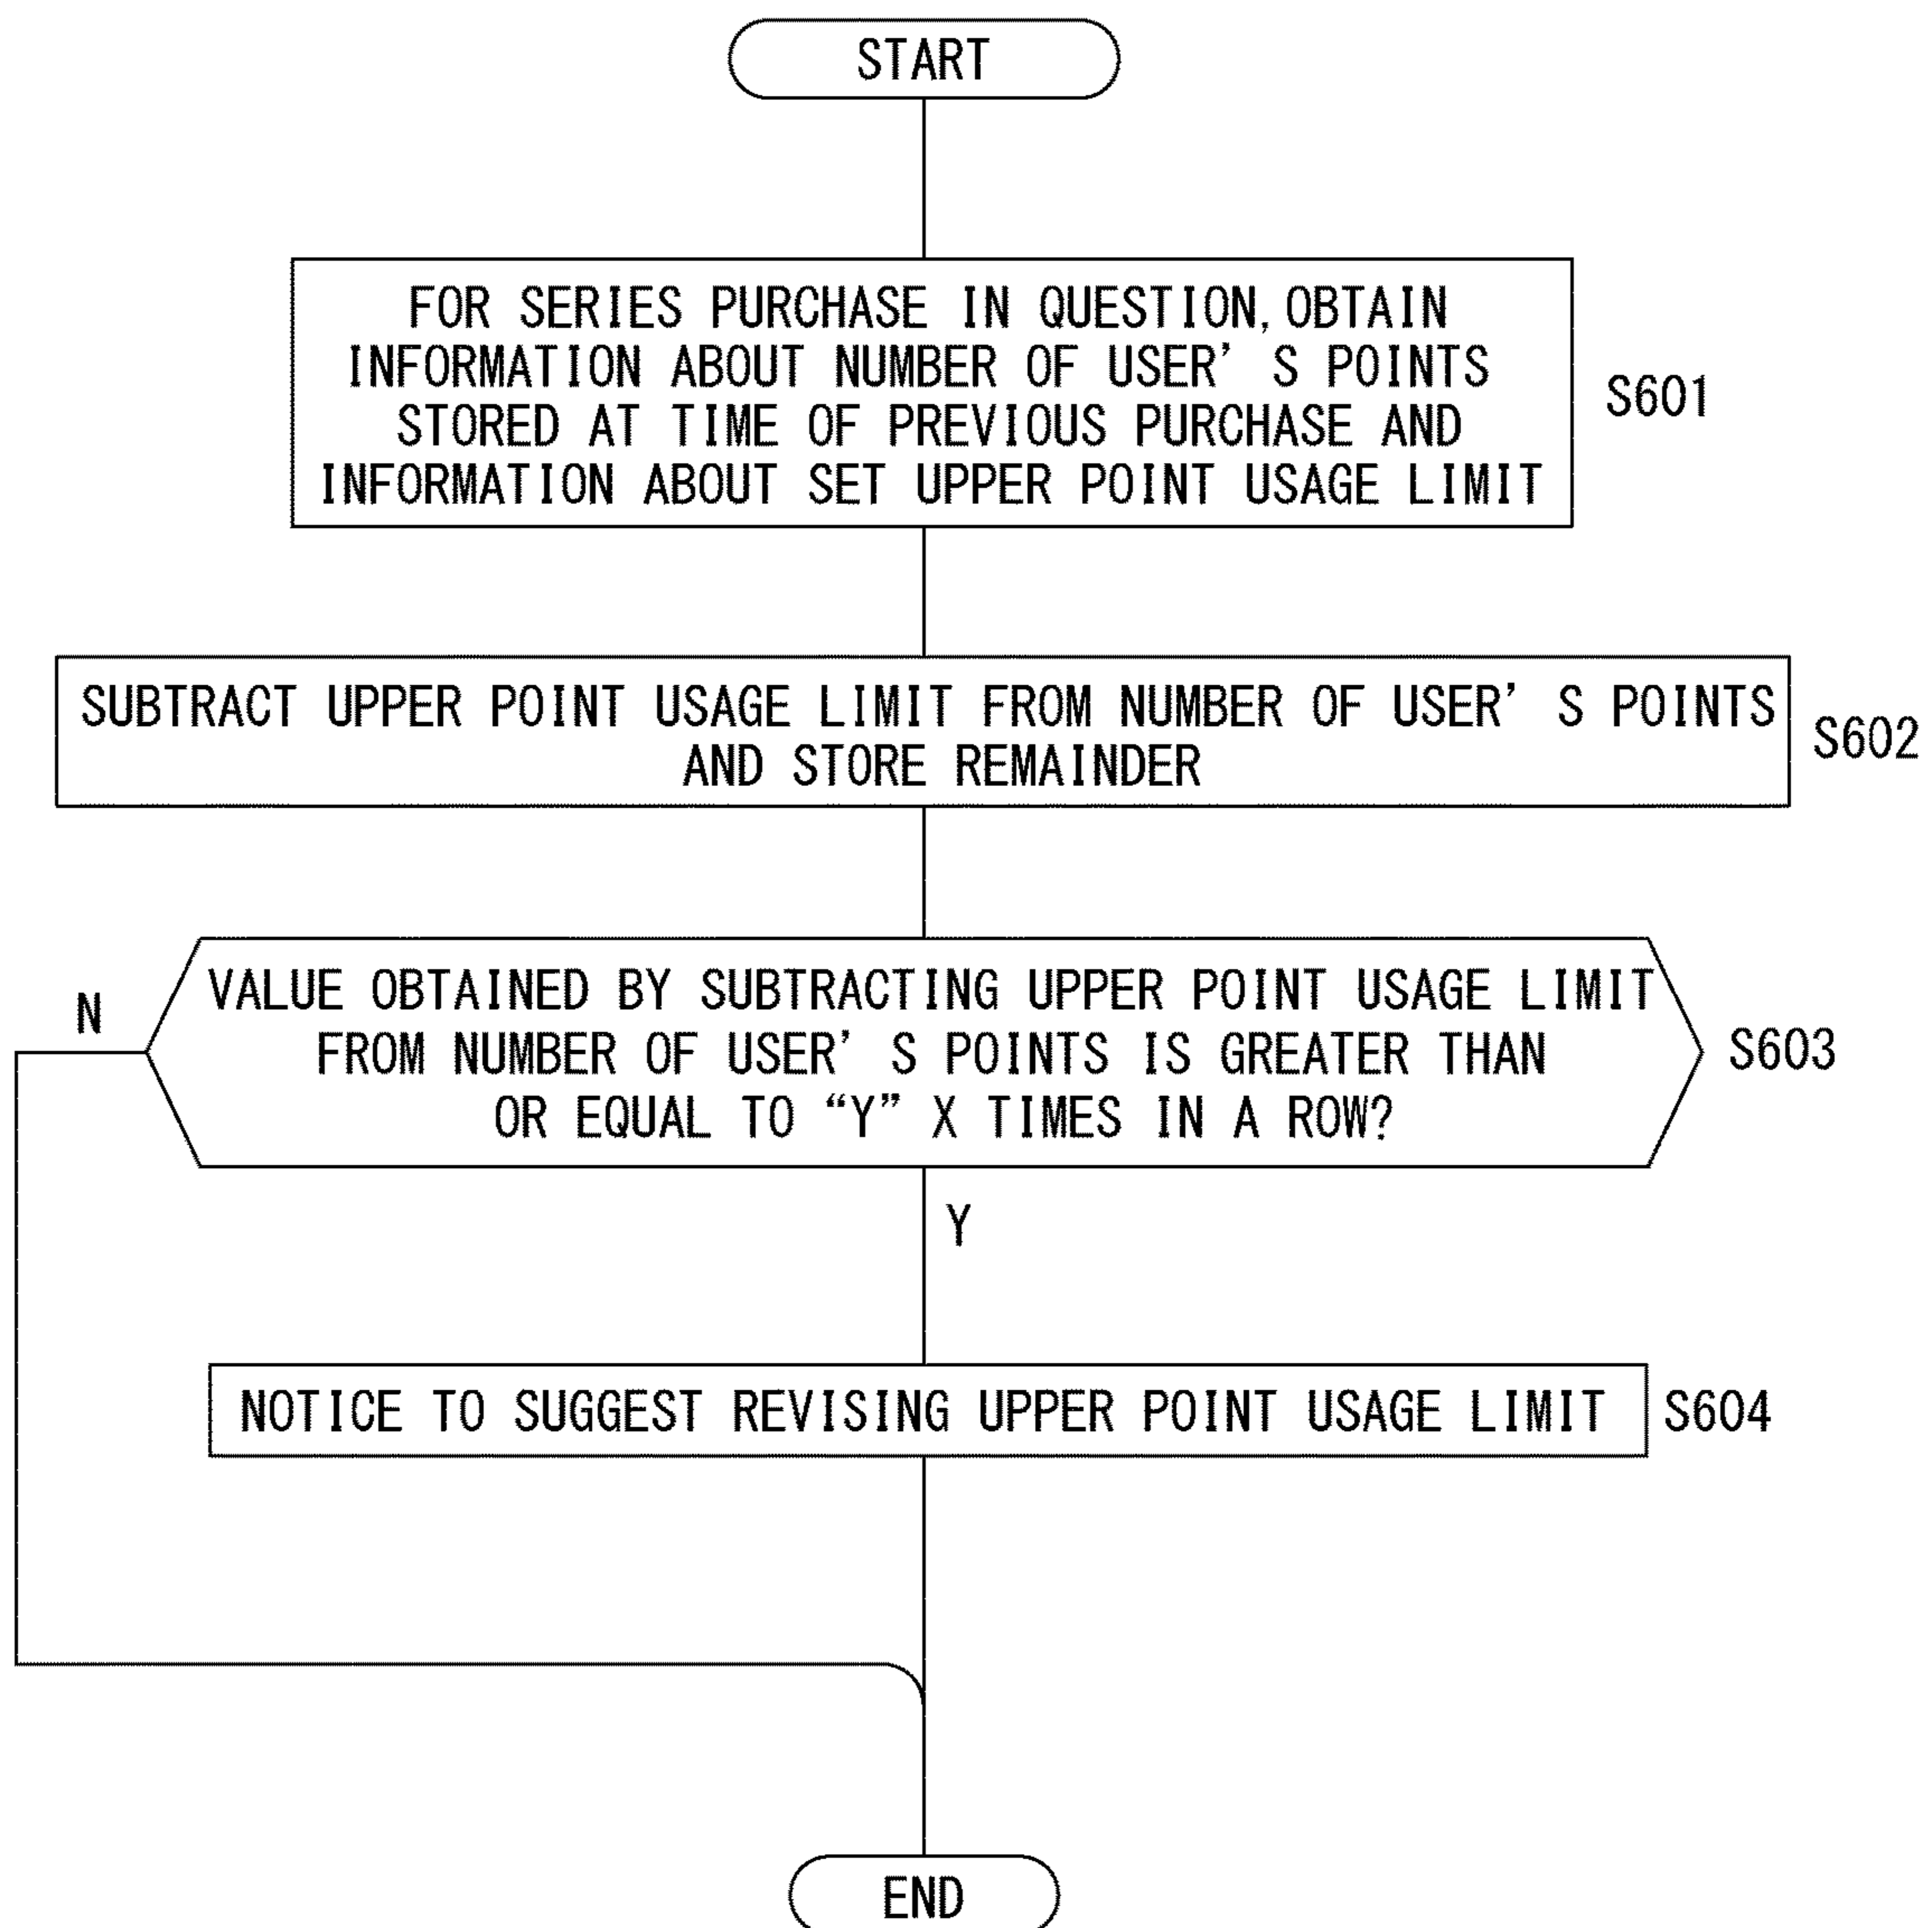 START
FOR SERIES PURCHASE IN QUESTION, OBTAIN
INFORMATION ABOUT NUMBER OF USER' S POINTS
STORED AT TIME OF PREVIOUS PURCHASE AND
INFORMATION ABOUT SET UPPER POINT USAGE LIMIT
S601
SUBTRACT UPPER POINT USAGE LIMIT FROM NUMBER OF USER' S POINTS
AND STORE REMAINDER
S602
VALUE OBTAINED BY SUBTRACTING UPPER POINT USAGE LIMIT
FROM NUMBER OF USER' S POINTS IS GREATER THAN
OR EQUAL TO “Y” X TIMES IN A ROW?
S603
N
Y
NOTICE TO SUGGEST REVISING UPPER POINT USAGE LIMIT
S604
END